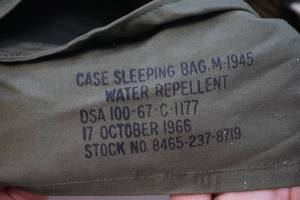 CASE SLEEPING BAG, M-1945
WATER REPELLENT
DSA 100-67-C-1177
17 OCTOBER 1966
STOCK NO 8465-237-8719